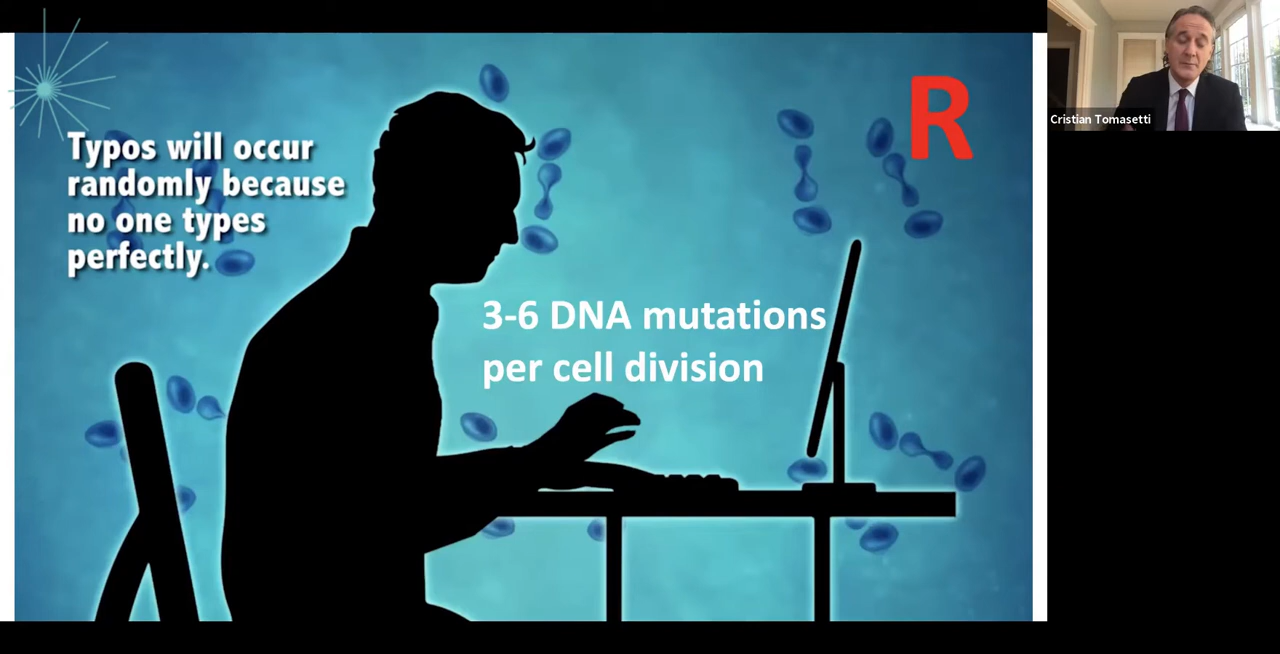 Typos will occur
randomly because
no one types
perfectly.
R
3-6 DNA mutations
per cell division
Cristian Tomasetti